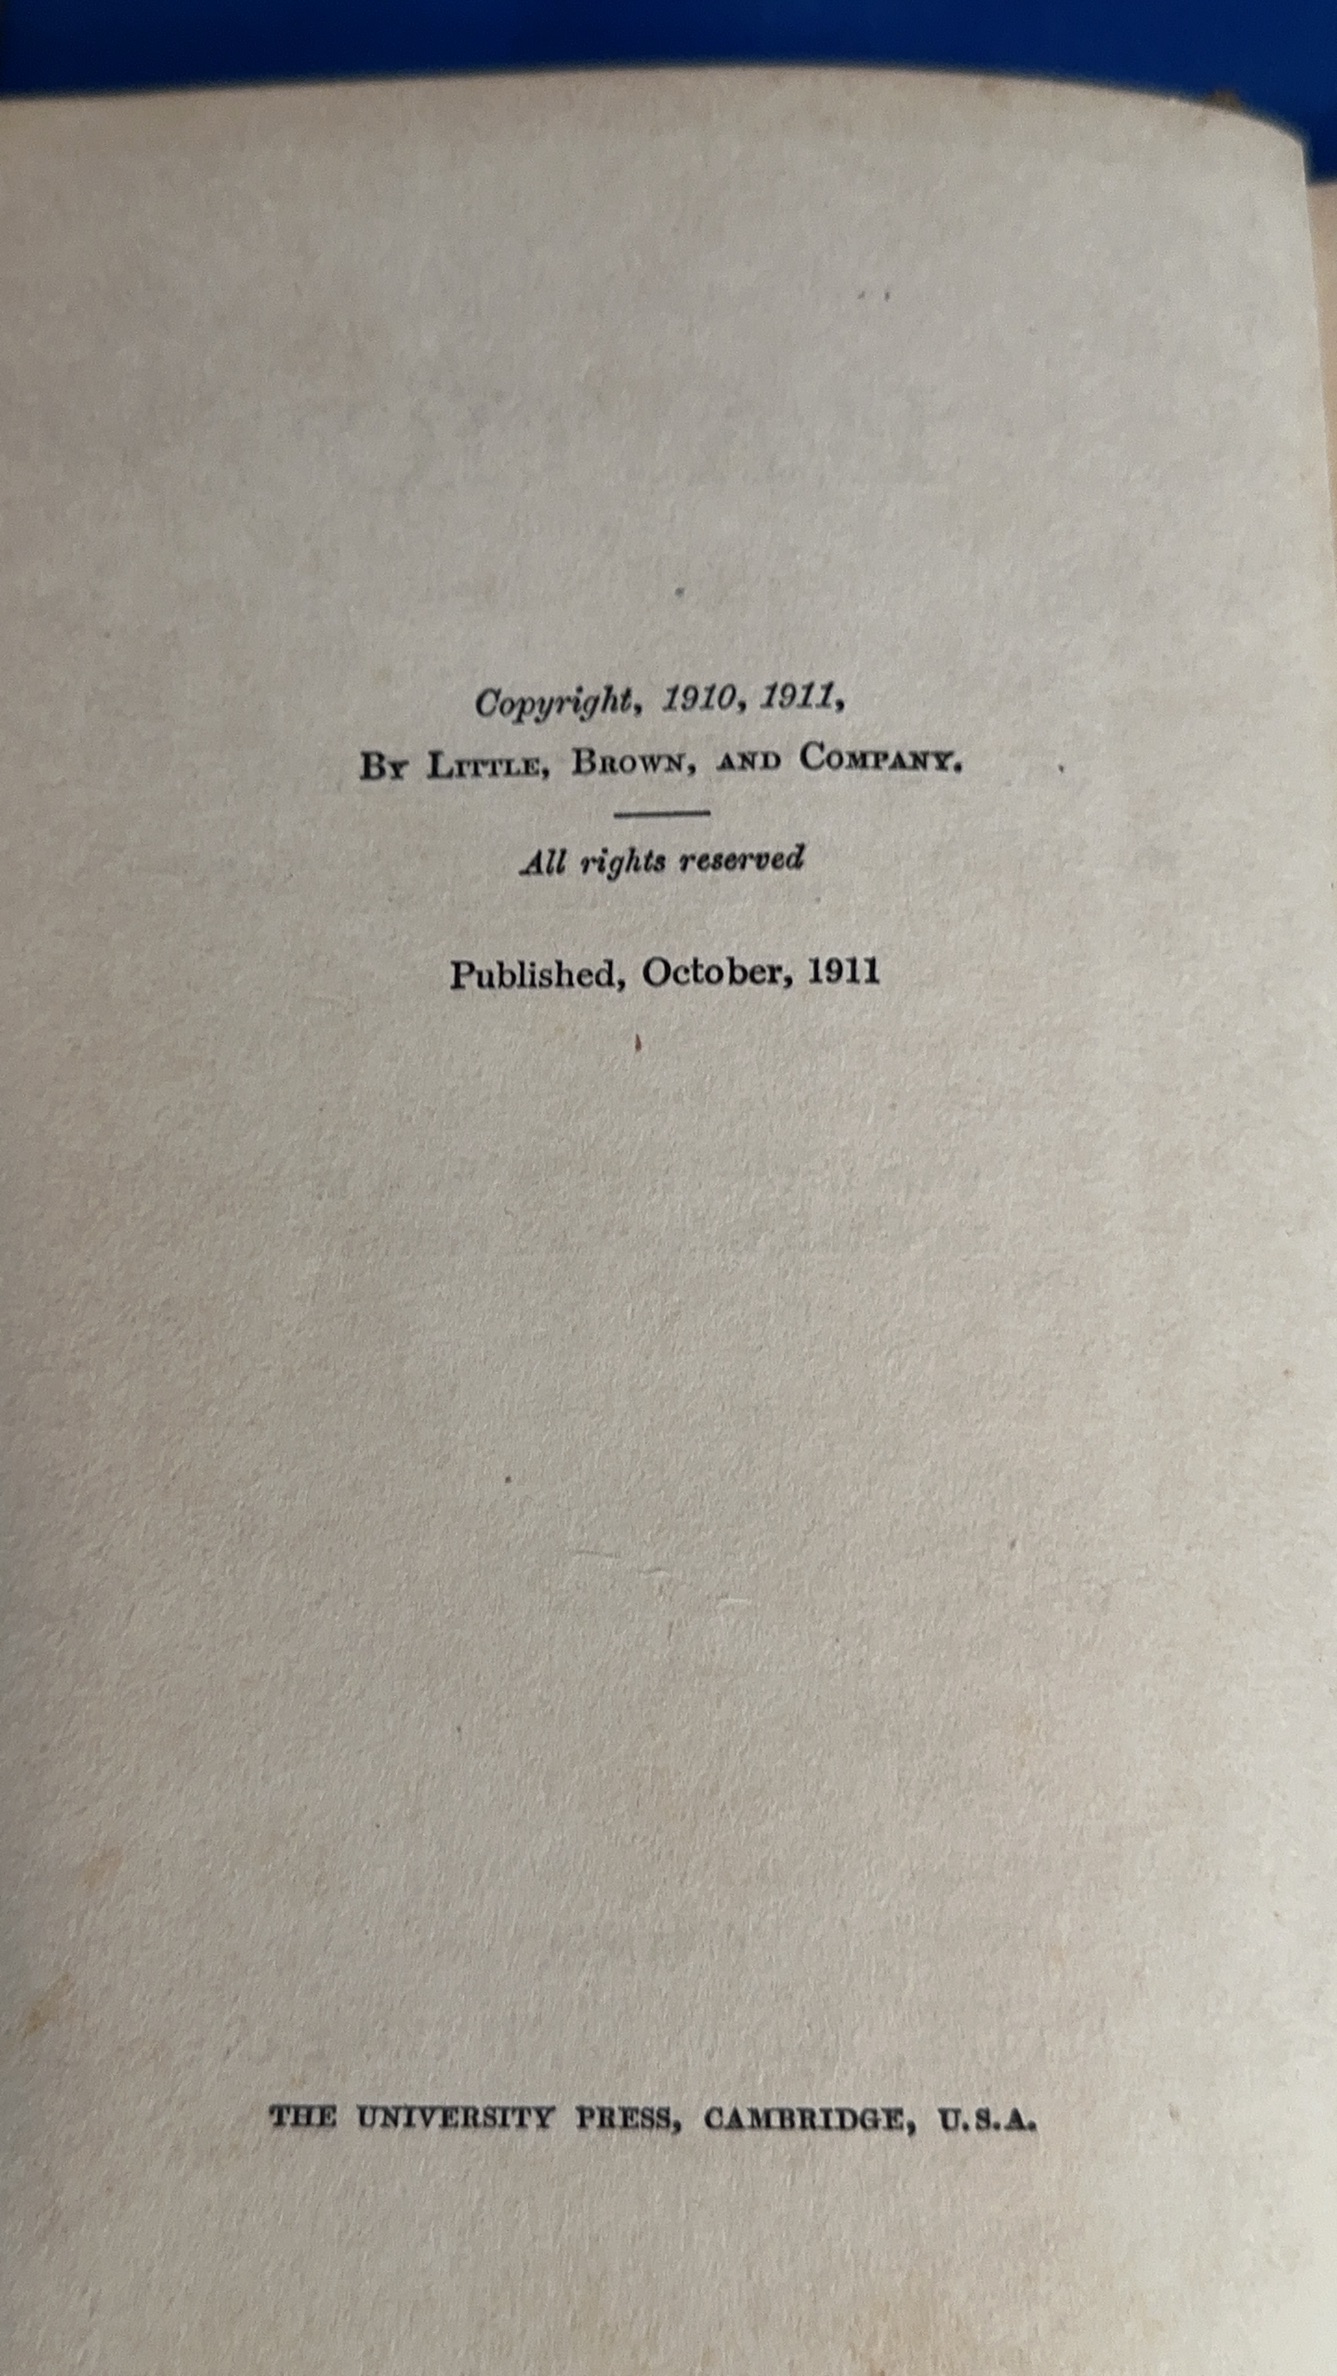 Copyright, 1910, 1911,
By Little, Brown, and Company.
All rights reserved
Published, October, 1911
THE UNIVERSITY PRESS, CAMBRIDGE, U.S.A.